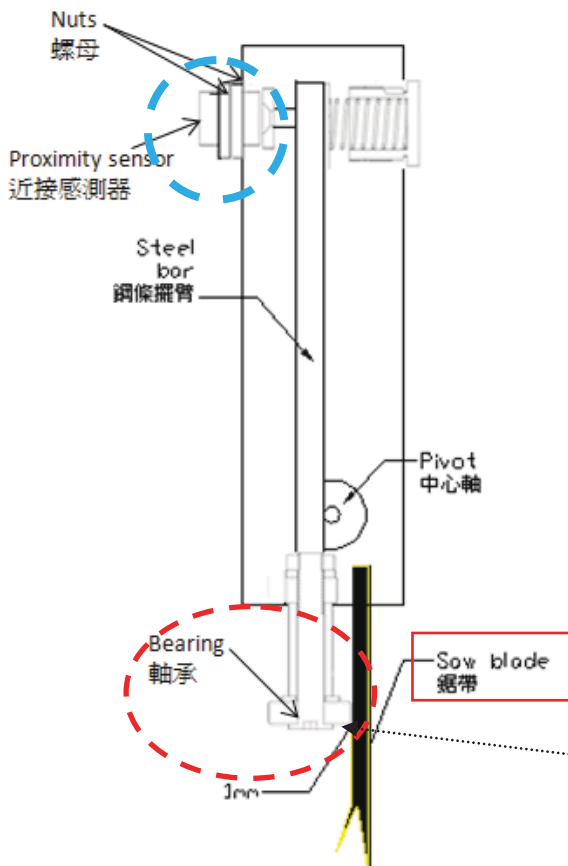 Nuts
螺母
Proximity sensor
近接感測器
Steel
bar
鋼條擺臂
Pivot
中心軸
Bearing
軸承
Saw blade
鋸帶
1mm